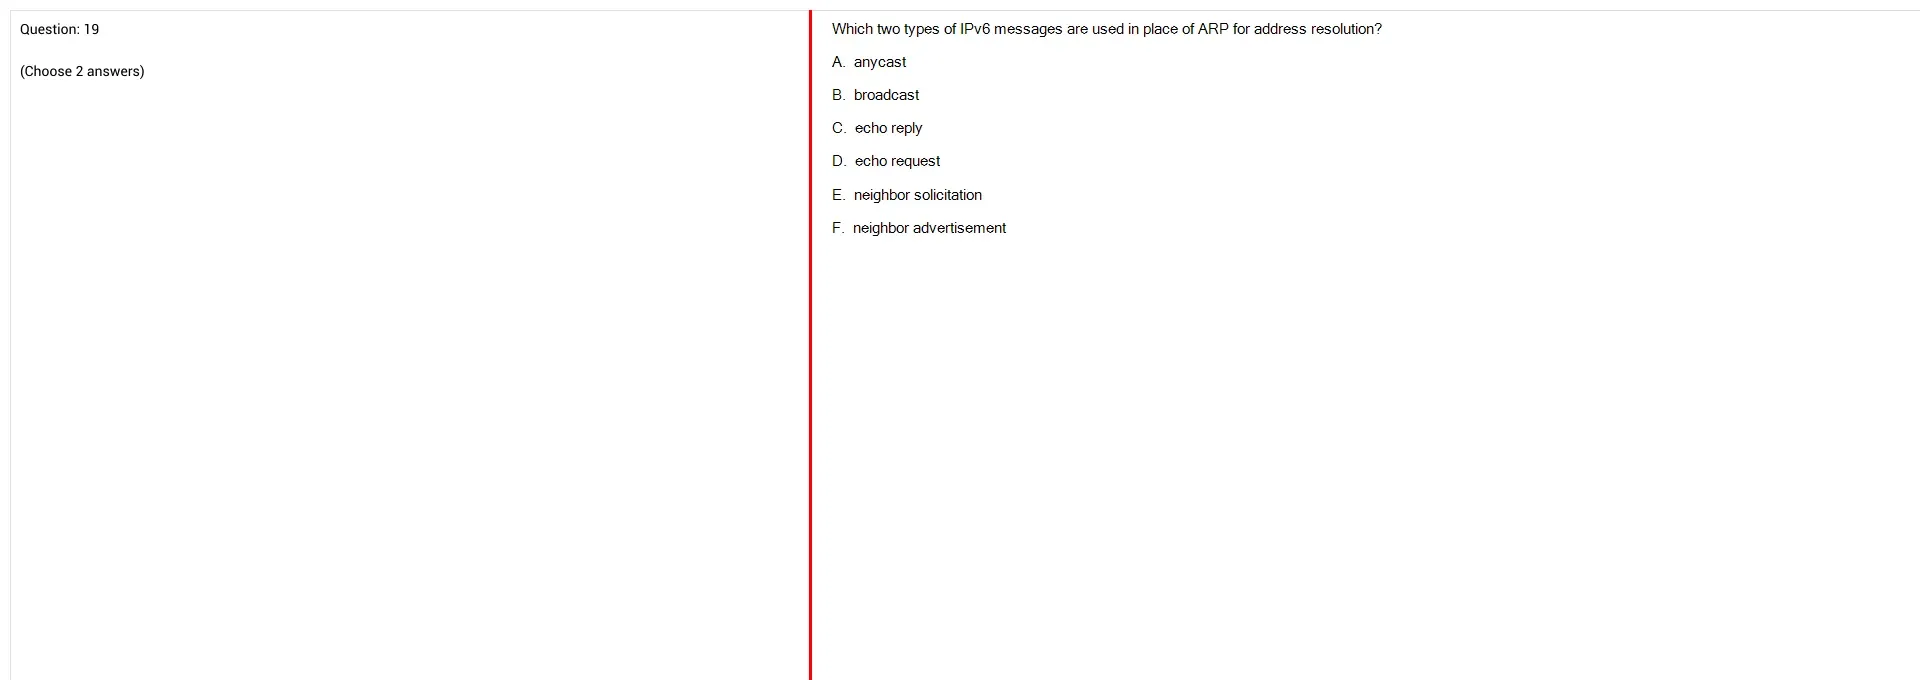 Question: 19
(Choose 2 answers)
Which two types of IPv6 messages are used in place of ARP for address resolution?
A. anycast
B. broadcast
C. echo reply
D. echo request
E. neighbor solicitation
F. neighbor advertisement